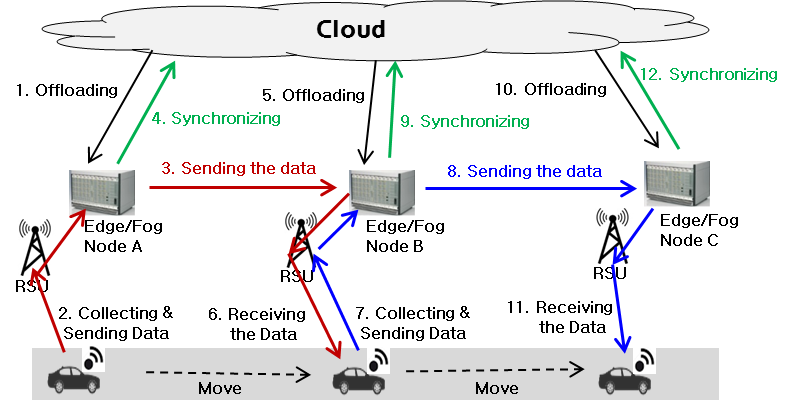 Cloud
1. Offloading
4. Synchronizing
5. Offloading
9. Synchronizing
10. Offloading
12. Synchronizing
3. Sending the data
8. Sending the data
Edge/Fog
Node A
Edge/Fog
Node B
Edge/Fog
Node C
RSU
RSU
RSU
2. Collecting &
Sending Data
6. Receiving
the Data
7. Collecting &
Sending Data
11. Receiving
the Data
Move
Move